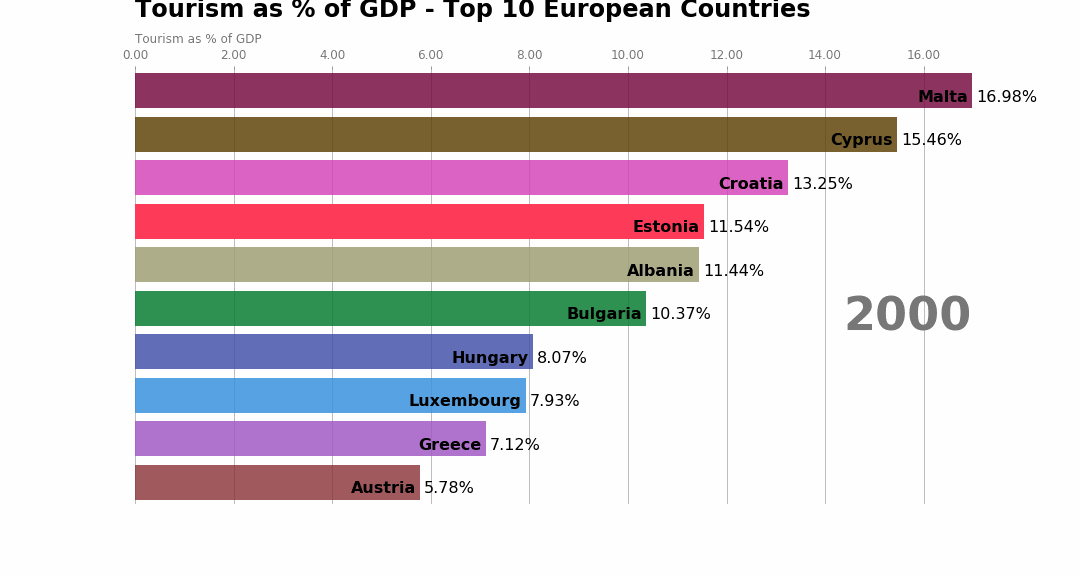 Tourism as % of GDP - Top 10 European Countries
Tourism as % of GDP
0.00 2.00 4.00 6.00 8.00 10.00 12.00 14.00 16.00
Malta 16.98%
Cyprus 15.46%
Croatia 13.25%
Estonia 11.54%
Albania 11.44%
Bulgaria 10.37%
2000
Hungary 8.07%
Luxembourg 7.93%
Greece 7.12%
Austria 5.78%